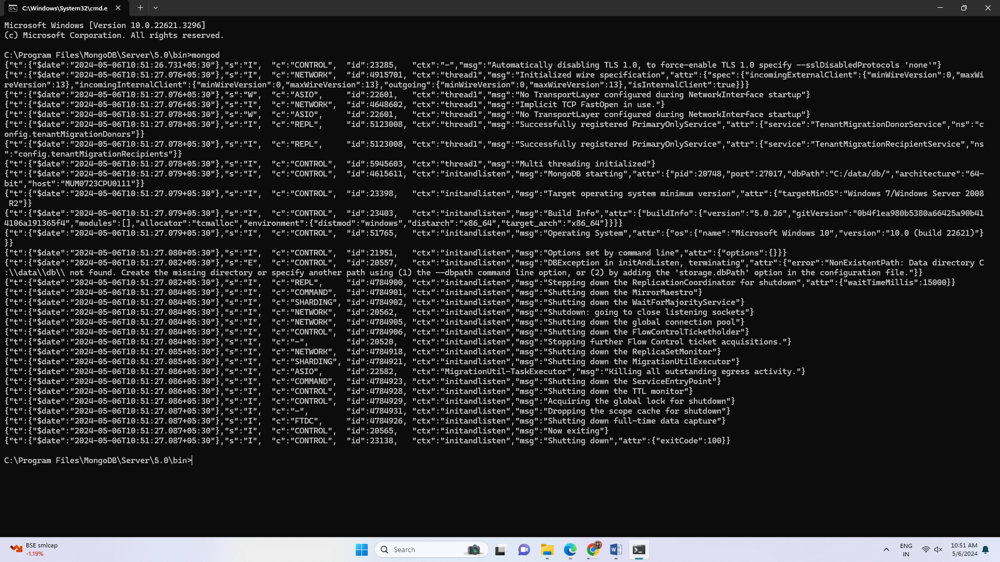 C:\Windows\System32\cmd.e
Microsoft Windows [Version 10.0.22621.3296]
(c) Microsoft Corporation. All rights reserved.
C:\Program Files\MongoDB\Server\5.0\bin>mongod
{"t":{"$date":"2024-05-06T10:51:26.731+05:30"},"s":"I",  "c":"CONTROL",  "id":23285,   "ctx":"-","msg":"Automatically disabling TLS 1.0, to force-enable TLS 1.0 specify --sslDisabledProtocols 'none'"}
{"t":{"$date":"2024-05-06T10:51:27.076+05:30"},"s":"I",  "c":"NETWORK",  "id":4915701, "ctx":"thread1","msg":"Initialized wire specification","attr":{"spec":{"incomingExternalClient":{"minWireVersion":0,"maxWi
reVersion":13},"incomingInternalClient":{"minWireVersion":0,"maxWireVersion":13},"outgoing":{"minWireVersion":0,"maxWireVersion":13},"isInternalClient":true}}}
{"t":{"$date":"2024-05-06T10:51:27.076+05:30"},"s":"W",  "c":"ASIO",     "id":22601,   "ctx":"thread1","msg":"No TransportLayer configured during NetworkInterface startup"}
{"t":{"$date":"2024-05-06T10:51:27.076+05:30"},"s":"I",  "c":"NETWORK",  "id":4648602, "ctx":"thread1","msg":"Implicit TCP FastOpen in use."}
{"t":{"$date":"2024-05-06T10:51:27.078+05:30"},"s":"W",  "c":"ASIO",     "id":22601,   "ctx":"thread1","msg":"No TransportLayer configured during NetworkInterface startup"}
{"t":{"$date":"2024-05-06T10:51:27.078+05:30"},"s":"I",  "c":"REPL",     "id":5123008, "ctx":"thread1","msg":"Successfully registered PrimaryOnlyService","attr":{"service":"TenantMigrationDonorService","ns":"c
onfig.tenantMigrationDonors"}}
{"t":{"$date":"2024-05-06T10:51:27.078+05:30"},"s":"I",  "c":"REPL",     "id":5123008, "ctx":"thread1","msg":"Successfully registered PrimaryOnlyService","attr":{"service":"TenantMigrationRecipientService","ns
":"config.tenantMigrationRecipients"}}
{"t":{"$date":"2024-05-06T10:51:27.078+05:30"},"s":"I",  "c":"CONTROL",  "id":5945603, "ctx":"thread1","msg":"Multi threading initialized"}
{"t":{"$date":"2024-05-06T10:51:27.079+05:30"},"s":"I",  "c":"CONTROL",  "id":4615611, "ctx":"initandlisten","msg":"MongoDB starting","attr":{"pid":20748,"port":27017,"dbPath":"C:/data/db/","architecture":"64-
bit","host":"MUM0723CPU0111"}}
{"t":{"$date":"2024-05-06T10:51:27.079+05:30"},"s":"I",  "c":"CONTROL",  "id":23398,   "ctx":"initandlisten","msg":"Target operating system minimum version","attr":{"targetMinOS":"Windows 7/Windows Server 2008
 R2"}}
{"t":{"$date":"2024-05-06T10:51:27.079+05:30"},"s":"I",  "c":"CONTROL",  "id":23403,   "ctx":"initandlisten","msg":"Build Info","attr":{"buildInfo":{"version":"5.0.26","gitVersion":"0b4f1ea980b5380a66425a90b41
4106a191365f4","modules":[],"allocator":"tcmalloc","environment":{"distmod":"windows","distarch":"x86_64","target_arch":"x86_64"}}}}
{"t":{"$date":"2024-05-06T10:51:27.079+05:30"},"s":"I",  "c":"CONTROL",  "id":51765,   "ctx":"initandlisten","msg":"Operating System","attr":{"os":{"name":"Microsoft Windows 10","version":"10.0 (build 22621)"}
}}
{"t":{"$date":"2024-05-06T10:51:27.080+05:30"},"s":"I",  "c":"CONTROL",  "id":21951,   "ctx":"initandlisten","msg":"Options set by command line","attr":{"options":{}}}
{"t":{"$date":"2024-05-06T10:51:27.082+05:30"},"s":"E",  "c":"CONTROL",  "id":20557,   "ctx":"initandlisten","msg":"DBException in initAndListen, terminating","attr":{"error":"NonExistentPath: Data directory C
:\\data\\db\\ not found. Create the missing directory or specify another path using (1) the --dbpath command line option, or (2) by adding the 'storage.dbPath' option in the configuration file."}}
{"t":{"$date":"2024-05-06T10:51:27.082+05:30"},"s":"I",  "c":"REPL",     "id":4784900, "ctx":"initandlisten","msg":"Stepping down the ReplicationCoordinator for shutdown","attr":{"waitTimeMillis":15000}}
{"t":{"$date":"2024-05-06T10:51:27.084+05:30"},"s":"I",  "c":"COMMAND",  "id":4784901, "ctx":"initandlisten","msg":"Shutting down the MirrorMaestro"}
{"t":{"$date":"2024-05-06T10:51:27.084+05:30"},"s":"I",  "c":"SHARDING", "id":4784902, "ctx":"initandlisten","msg":"Shutting down the WaitForMajorityService"}
{"t":{"$date":"2024-05-06T10:51:27.084+05:30"},"s":"I",  "c":"NETWORK",  "id":20562,   "ctx":"initandlisten","msg":"Shutdown: going to close listening sockets"}
{"t":{"$date":"2024-05-06T10:51:27.084+05:30"},"s":"I",  "c":"NETWORK",  "id":4784905, "ctx":"initandlisten","msg":"Shutting down the global connection pool"}
{"t":{"$date":"2024-05-06T10:51:27.084+05:30"},"s":"I",  "c":"CONTROL",  "id":4784906, "ctx":"initandlisten","msg":"Shutting down the FlowControlTicketholder"}
{"t":{"$date":"2024-05-06T10:51:27.084+05:30"},"s":"I",  "c":"-",        "id":20520,   "ctx":"initandlisten","msg":"Stopping further Flow Control ticket acquisitions."}
{"t":{"$date":"2024-05-06T10:51:27.085+05:30"},"s":"I",  "c":"NETWORK",  "id":4784918, "ctx":"initandlisten","msg":"Shutting down the ReplicaSetMonitor"}
{"t":{"$date":"2024-05-06T10:51:27.085+05:30"},"s":"I",  "c":"SHARDING", "id":4784921, "ctx":"initandlisten","msg":"Shutting down the MigrationUtilExecutor"}
{"t":{"$date":"2024-05-06T10:51:27.086+05:30"},"s":"I",  "c":"ASIO",     "id":22582,   "ctx":"MigrationUtil-TaskExecutor","msg":"Killing all outstanding egress activity."}
{"t":{"$date":"2024-05-06T10:51:27.086+05:30"},"s":"I",  "c":"COMMAND",  "id":4784923, "ctx":"initandlisten","msg":"Shutting down the ServiceEntryPoint"}
{"t":{"$date":"2024-05-06T10:51:27.086+05:30"},"s":"I",  "c":"CONTROL",  "id":4784928, "ctx":"initandlisten","msg":"Shutting down the TTL monitor"}
{"t":{"$date":"2024-05-06T10:51:27.086+05:30"},"s":"I",  "c":"CONTROL",  "id":4784929, "ctx":"initandlisten","msg":"Acquiring the global lock for shutdown"}
{"t":{"$date":"2024-05-06T10:51:27.087+05:30"},"s":"I",  "c":"-",        "id":4784931, "ctx":"initandlisten","msg":"Dropping the scope cache for shutdown"}
{"t":{"$date":"2024-05-06T10:51:27.087+05:30"},"s":"I",  "c":"FTDC",     "id":4784926, "ctx":"initandlisten","msg":"Shutting down full-time data capture"}
{"t":{"$date":"2024-05-06T10:51:27.087+05:30"},"s":"I",  "c":"CONTROL",  "id":20565,   "ctx":"initandlisten","msg":"Now exiting"}
{"t":{"$date":"2024-05-06T10:51:27.087+05:30"},"s":"I",  "c":"CONTROL",  "id":23138,   "ctx":"initandlisten","msg":"Shutting down","attr":{"exitCode":100}}
C:\Program Files\MongoDB\Server\5.0\bin>
BSE smlcap
-1.19%
Search
ENG
IN
10:51 AM
5/6/2024